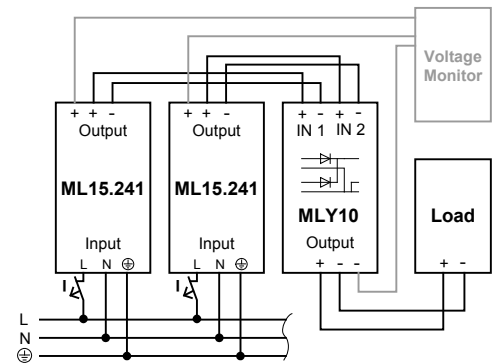 Voltage
Monitor
+ + -
+ + -
+ - + -
Output
Output
IN 1 IN 2
ML15.241
ML15.241
MLY10
Load
Input
Input
Output
L N ⏚
L N ⏚
+ - -
+ -
I
I
L
N
⏚